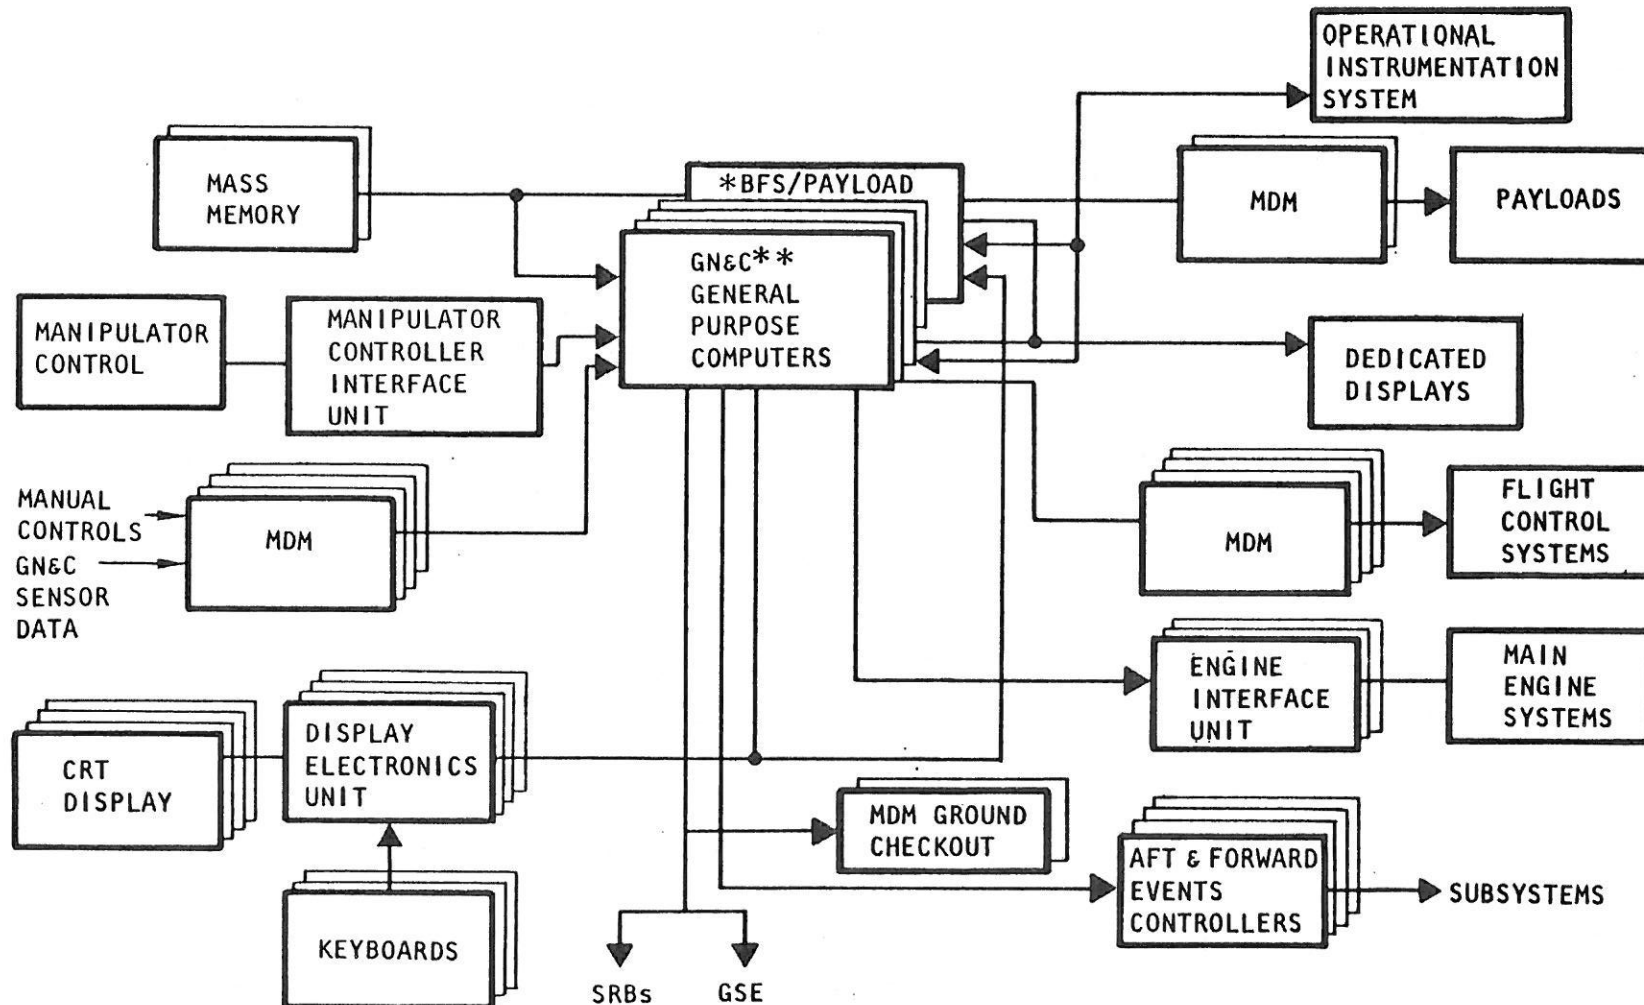 OPERATIONAL
INSTRUMENTATION
SYSTEM
MASS
MEMORY
*BFS/PAYLOAD
MDM
PAYLOADS
GN&C**
GENERAL
PURPOSE
COMPUTERS
MANIPULATOR
CONTROL
MANIPULATOR
CONTROLLER
INTERFACE
UNIT
DEDICATED
DISPLAYS
MANUAL
CONTROLS
GN&C
SENSOR
DATA
MDM
MDM
FLIGHT
CONTROL
SYSTEMS
ENGINE
INTERFACE
UNIT
MAIN
ENGINE
SYSTEMS
CRT
DISPLAY
DISPLAY
ELECTRONICS
UNIT
MDM GROUND
CHECKOUT
AFT & FORWARD
EVENTS
CONTROLLERS
SUBSYSTEMS
KEYBOARDS
SRBs
GSE